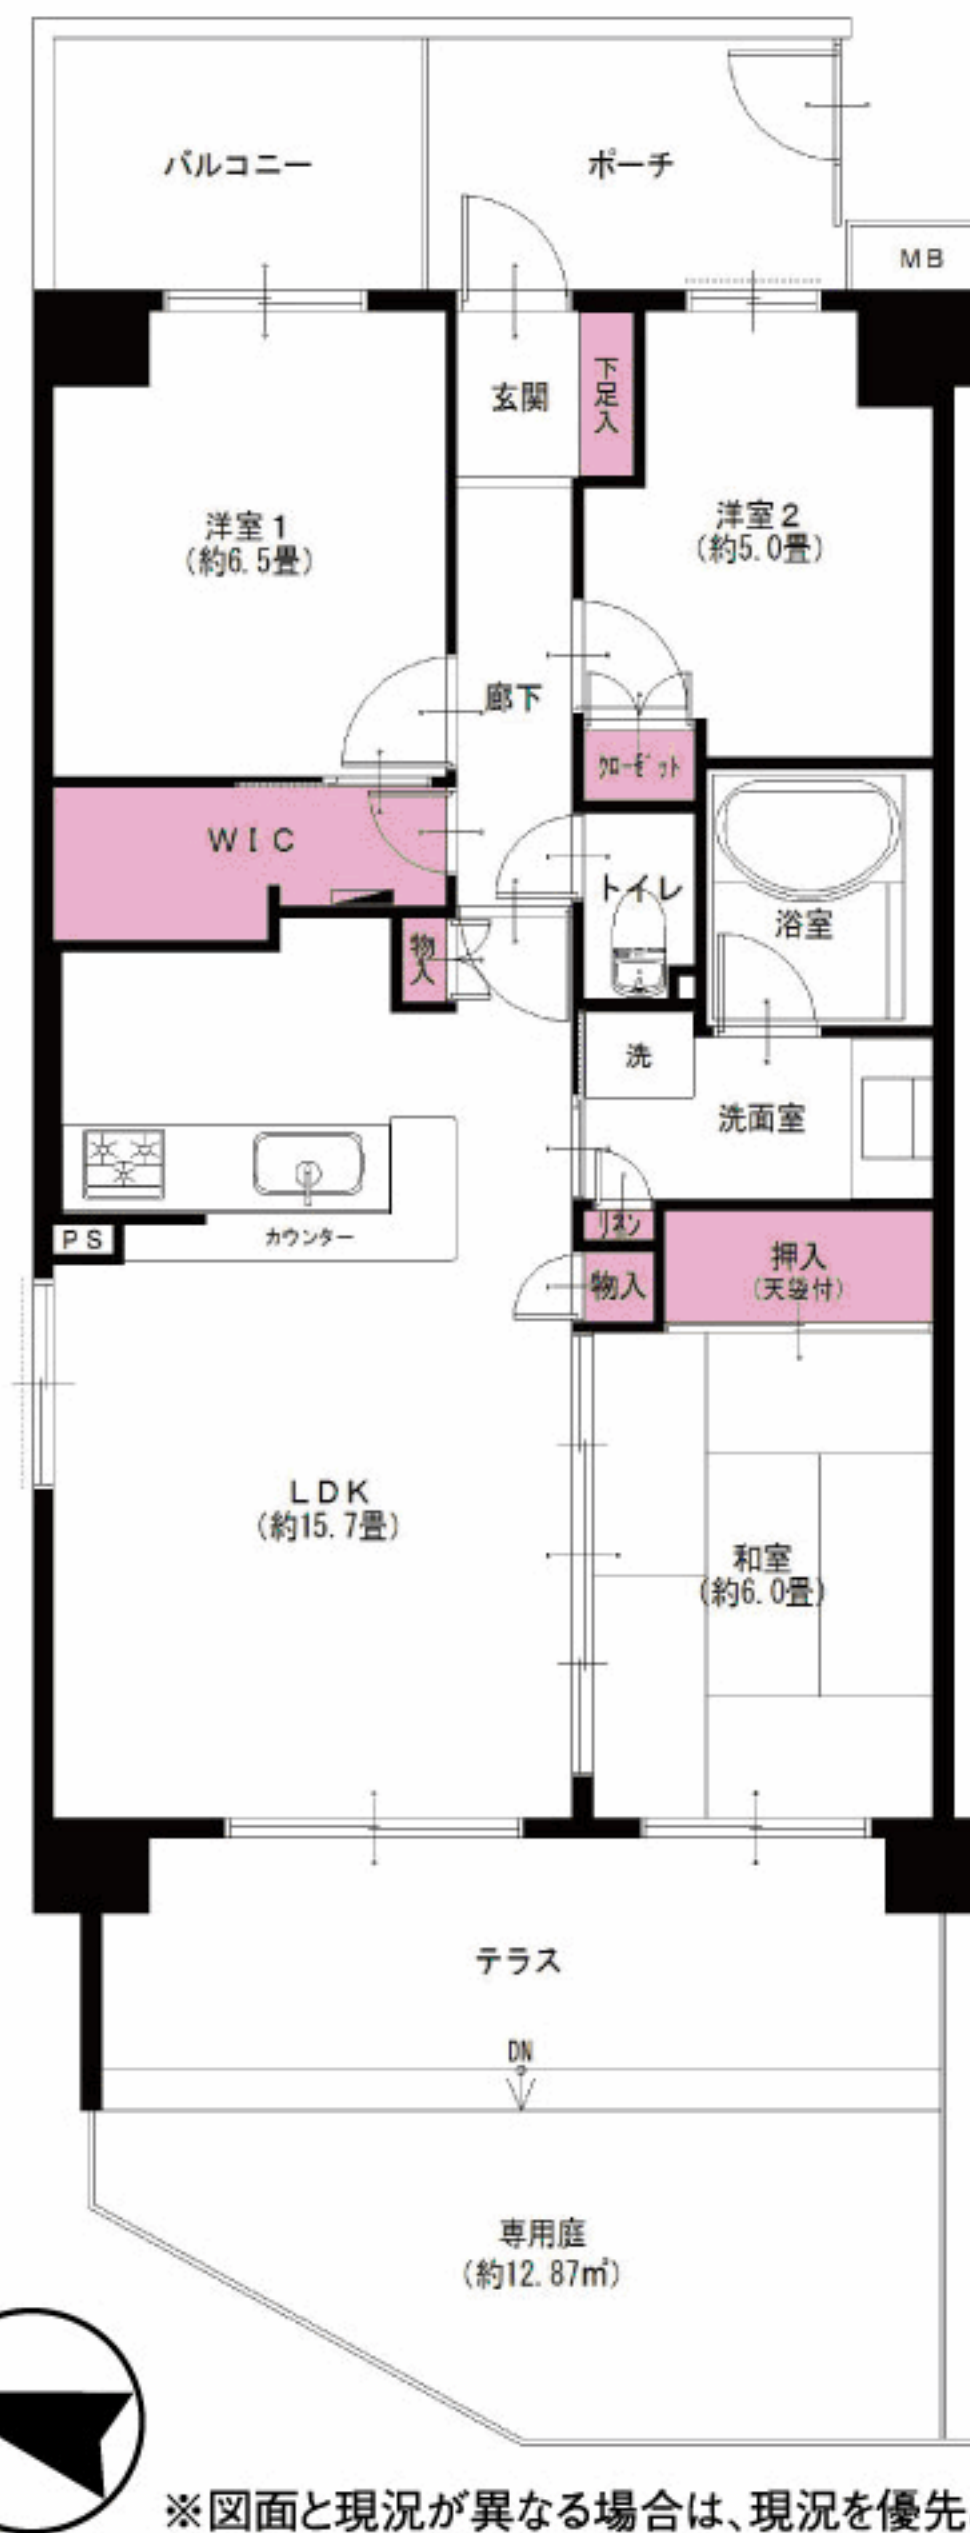 バルコニー
ポーチ
MB
玄関
下足入
洋室1
(約6.5畳)
洋室2
(約5.0畳)
廊下
クローゼット
WIC
トイレ
浴室
物入
洗
洗面室
PS
カウンター
リネン
物入
押入
(天袋付)
LDK
(約15.7畳)
和室
(約6.0畳)
テラス
DN
専用庭
(約12.87㎡)
※図面と現況が異なる場合は、現況を優先